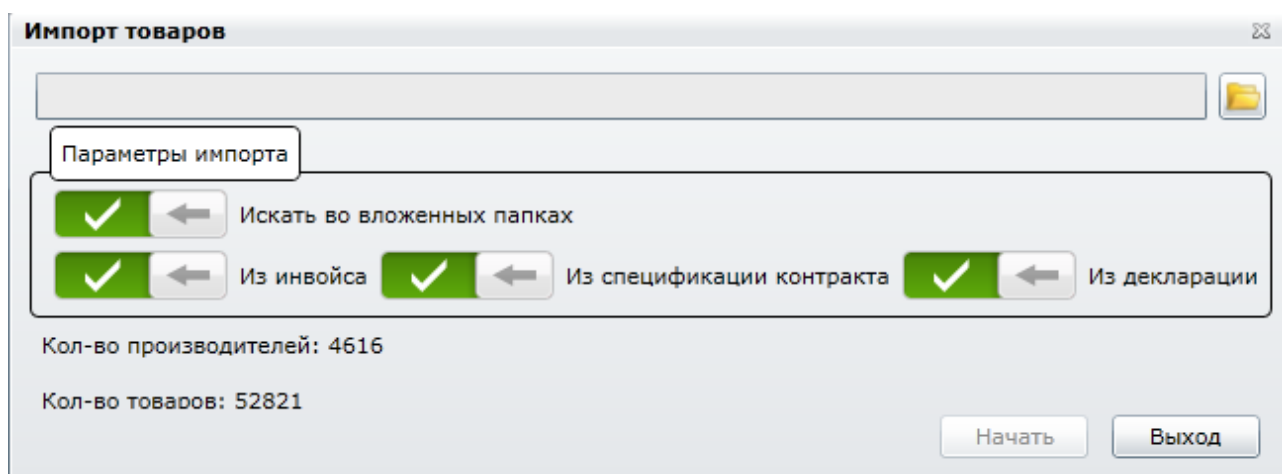 Импорт товаров
Параметры импорта
Искать во вложенных папках
Из инвойса Из спецификации контракта Из декларации
Кол-во производителей: 4616
Кол-во товаров: 52821
Начать Выход